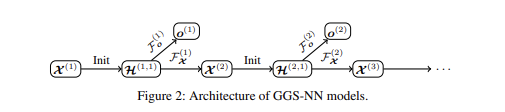 𝒐⁽¹⁾ 𝒐⁽²⁾
ℱₒ⁽¹⁾ ℱₒ⁽²⁾
Init ℱ𝒳⁽¹⁾ Init ℱ𝒳⁽²⁾
𝒳⁽¹⁾ ℋ⁽¹,¹⁾ 𝒳⁽²⁾ ℋ⁽²,¹⁾ 𝒳⁽³⁾ ...
Figure 2: Architecture of GGS-NN models.